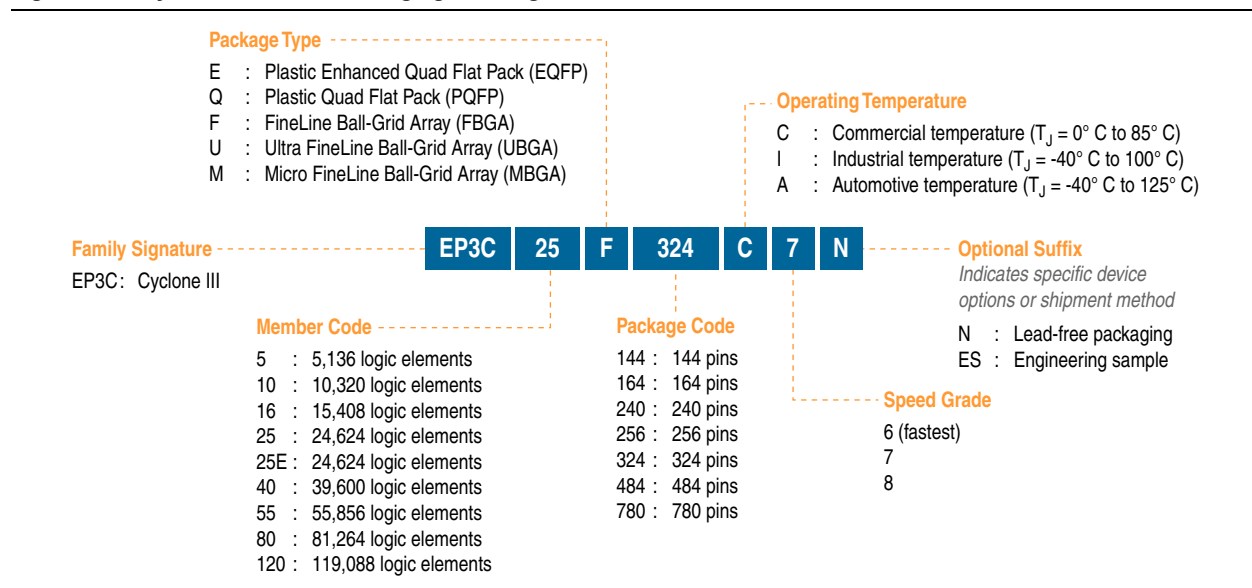 Package Type
E : Plastic Enhanced Quad Flat Pack (EQFP)
Q : Plastic Quad Flat Pack (PQFP)
F : FineLine Ball-Grid Array (FBGA)
U : Ultra FineLine Ball-Grid Array (UBGA)
M : Micro FineLine Ball-Grid Array (MBGA)
Operating Temperature
C : Commercial temperature (TJ = 0° C to 85° C)
I : Industrial temperature (TJ = -40° C to 100° C)
A : Automotive temperature (TJ = -40° C to 125° C)
Family Signature
EP3C : Cyclone III
EP3C 25 F 324 C 7 N
Optional Suffix
Indicates specific device
options or shipment method
N : Lead-free packaging
ES : Engineering sample
Member Code
5 : 5,136 logic elements
10 : 10,320 logic elements
16 : 15,408 logic elements
25 : 24,624 logic elements
25E : 24,624 logic elements
40 : 39,600 logic elements
55 : 55,856 logic elements
80 : 81,264 logic elements
120 : 119,088 logic elements
Package Code
144 : 144 pins
164 : 164 pins
240 : 240 pins
256 : 256 pins
324 : 324 pins
484 : 484 pins
780 : 780 pins
Speed Grade
6 (fastest)
7
8